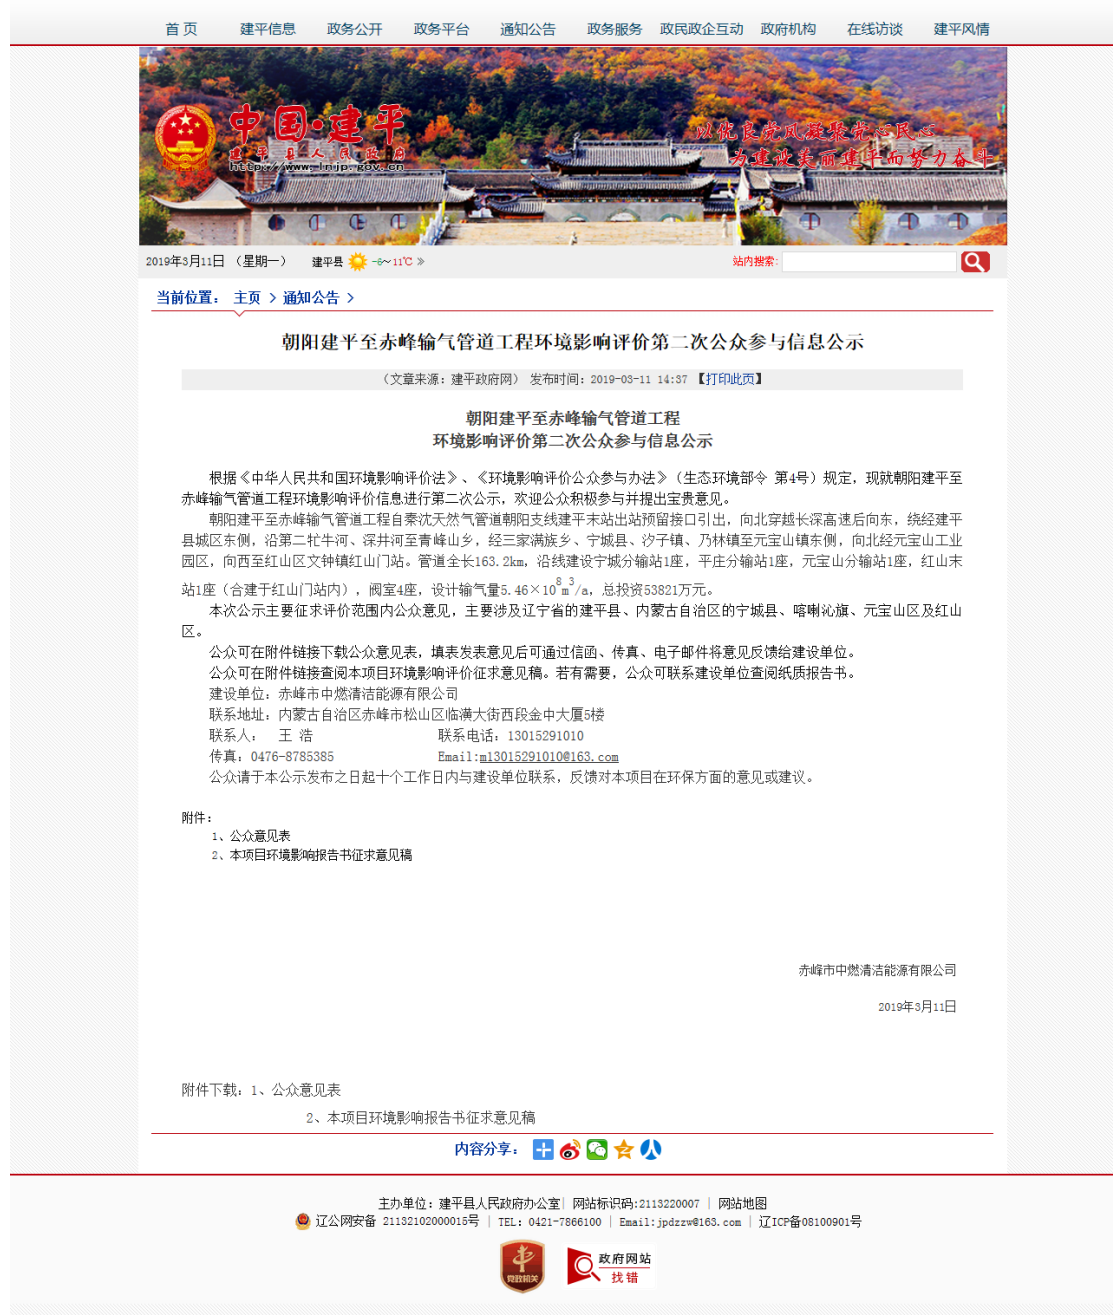 首 页 建平信息 政务公开 政务平台 通知公告 政务服务 政民政企互动 政府机构 在线访谈 建平风情
中国·建平
建平县人民政府
http://www.lnjp.gov.cn
以优良党风凝聚党心民心
为建设美丽建平而努力奋斗
2019年3月11日 （星期一） 建平县 -6～11℃ 》 站内搜索:
当前位置： 主页 > 通知公告 >
朝阳建平至赤峰输气管道工程环境影响评价第二次公众参与信息公示
（文章来源：建平政府网） 发布时间：2019-03-11 14:37 【打印此页】
朝阳建平至赤峰输气管道工程
环境影响评价第二次公众参与信息公示
根据《中华人民共和国环境影响评价法》、《环境影响评价公众参与办法》（生态环境部令 第4号）规定，现就朝阳建平至
赤峰输气管道工程环境影响评价信息进行第二次公示，欢迎公众积极参与并提出宝贵意见。
朝阳建平至赤峰输气管道工程自秦沈天然气管道朝阳支线建平末站出站预留接口引出，向北穿越长深高速后向东，绕经建平
县城区东侧，沿第二牤牛河、深井河至青峰山乡，经三家满族乡、宁城县、汐子镇、乃林镇至元宝山镇东侧，向北经元宝山工业
园区，向西至红山区文钟镇红山门站。管道全长163.2km，沿线建设宁城分输站1座，平庄分输站1座，元宝山分输站1座，红山末
站1座（合建于红山门站内），阀室4座，设计输气量5.46×10⁸m³/a，总投资53821万元。
本次公示主要征求评价范围内公众意见，主要涉及辽宁省的建平县、内蒙古自治区的宁城县、喀喇沁旗、元宝山区及红山
区。
公众可在附件链接下载公众意见表，填表发表意见后可通过信函、传真、电子邮件将意见反馈给建设单位。
公众可在附件链接查阅本项目环境影响评价征求意见稿。若有需要，公众可联系建设单位查阅纸质报告书。
建设单位：赤峰市中燃清洁能源有限公司
联系地址：内蒙古自治区赤峰市松山区临潢大街西段金中大厦5楼
联系人： 王 浩 联系电话：13015291010
传真：0476-8785385 Email:m13015291010@163.com
公众请于本公示发布之日起十个工作日内与建设单位联系，反馈对本项目在环保方面的意见或建议。
附件：
1、公众意见表
2、本项目环境影响报告书征求意见稿
赤峰市中燃清洁能源有限公司
2019年3月11日
附件下载：1、公众意见表
2、本项目环境影响报告书征求意见稿
内容分享：
主办单位：建平县人民政府办公室| 网站标识码:2113220007 | 网站地图
辽公网安备 21132102000015号 | TEL: 0421-7866100 | Email:jpdzzw@163.com | 辽ICP备08100901号
党政机关
政府网站
找错